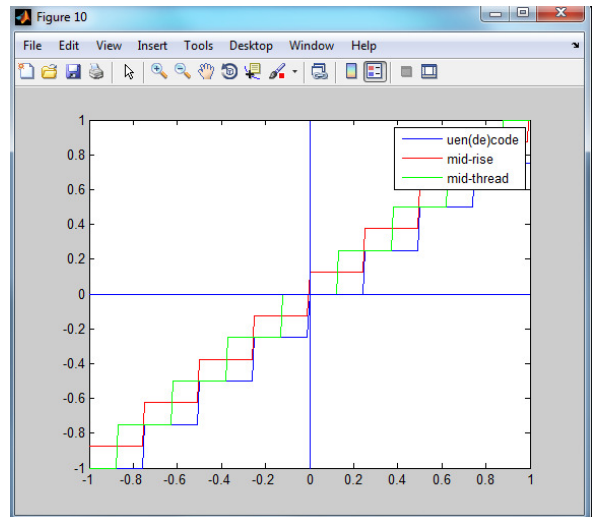 Figure 10
File Edit View Insert Tools Desktop Window Help
1
0.8
0.6
0.4
0.2
0
-0.2
-0.4
-0.6
-0.8
-1
-1 -0.8 -0.6 -0.4 -0.2 0 0.2 0.4 0.6 0.8 1
uen(de)code
mid-rise
mid-thread